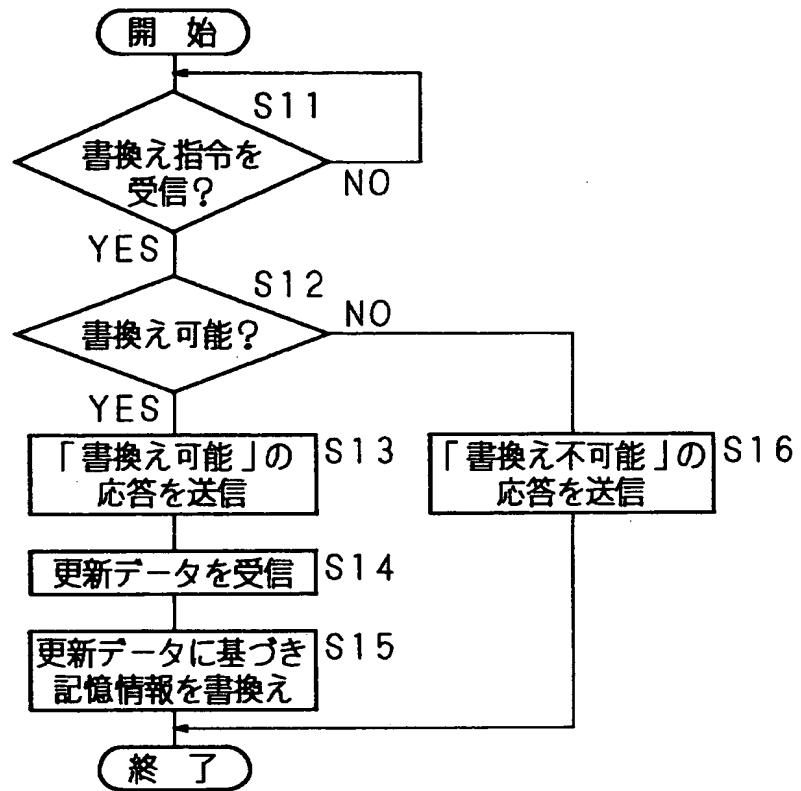 開 始
S11
書換え指令を
受信?
NO
YES
S12
書換え可能?
NO
YES
「書換え可能」の
応答を送信
S13
「書換え不可能」の
応答を送信
S16
更新データを受信
S14
更新データに基づき
記憶情報を書換え
S15
終 了